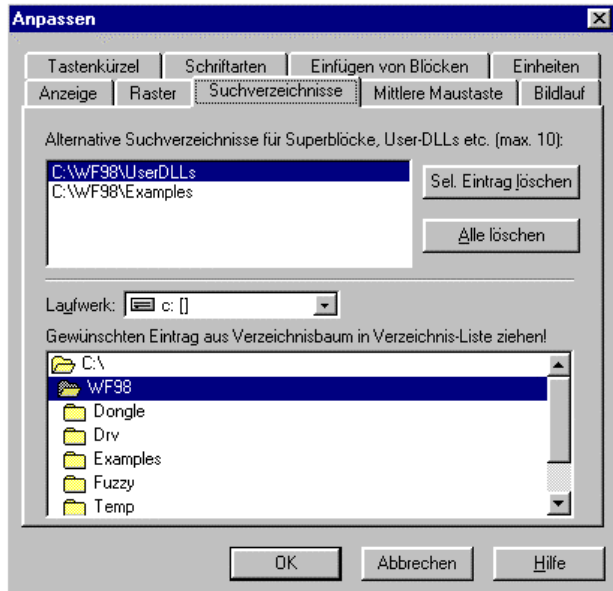 Anpassen
Tastenkürzel Schriftarten Einfügen von Blöcken Einheiten
Anzeige Raster Suchverzeichnisse Mittlere Maustaste Bildlauf
Alternative Suchverzeichnisse für Superblöcke, User-DLLs etc. (max. 10):
C:\WF98\UserDLLs
C:\WF98\Examples
Sel. Eintrag löschen
Alle löschen
Laufwerk: c: []
Gewünschten Eintrag aus Verzeichnisbaum in Verzeichnis-Liste ziehen!
C:\
WF98
Dongle
Drv
Examples
Fuzzy
Temp
OK Abbrechen Hilfe